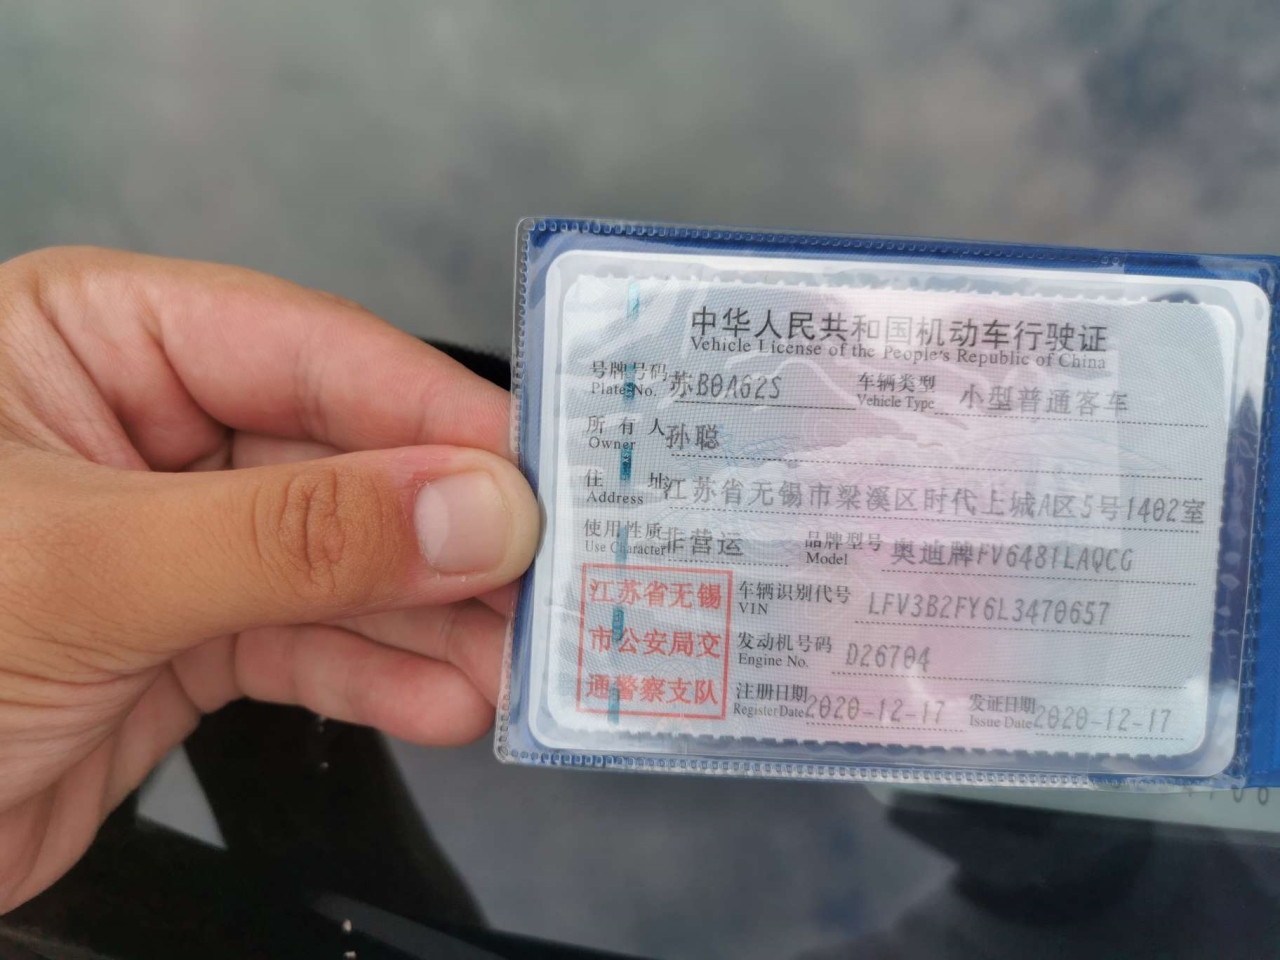 中华人民共和国机动车行驶证
Vehicle License of the People's Republic of China
号牌号码 苏B0A62S 车辆类型 小型普通客车
Plate No. Vehicle Type
所有人 孙聪
Owner
住址 江苏省无锡市梁溪区时代上城A区5号1402室
Address
使用性质 非营运 品牌型号 奥迪牌FV6481LAQCG
Use Character Model
江苏省无锡
市公安局交
通警察支队
车辆识别代号 LFV3B2FY6L3470657
VIN
发动机号码 D26704
Engine No.
注册日期 2020-12-17 发证日期 2020-12-17
Register Date Issue Date